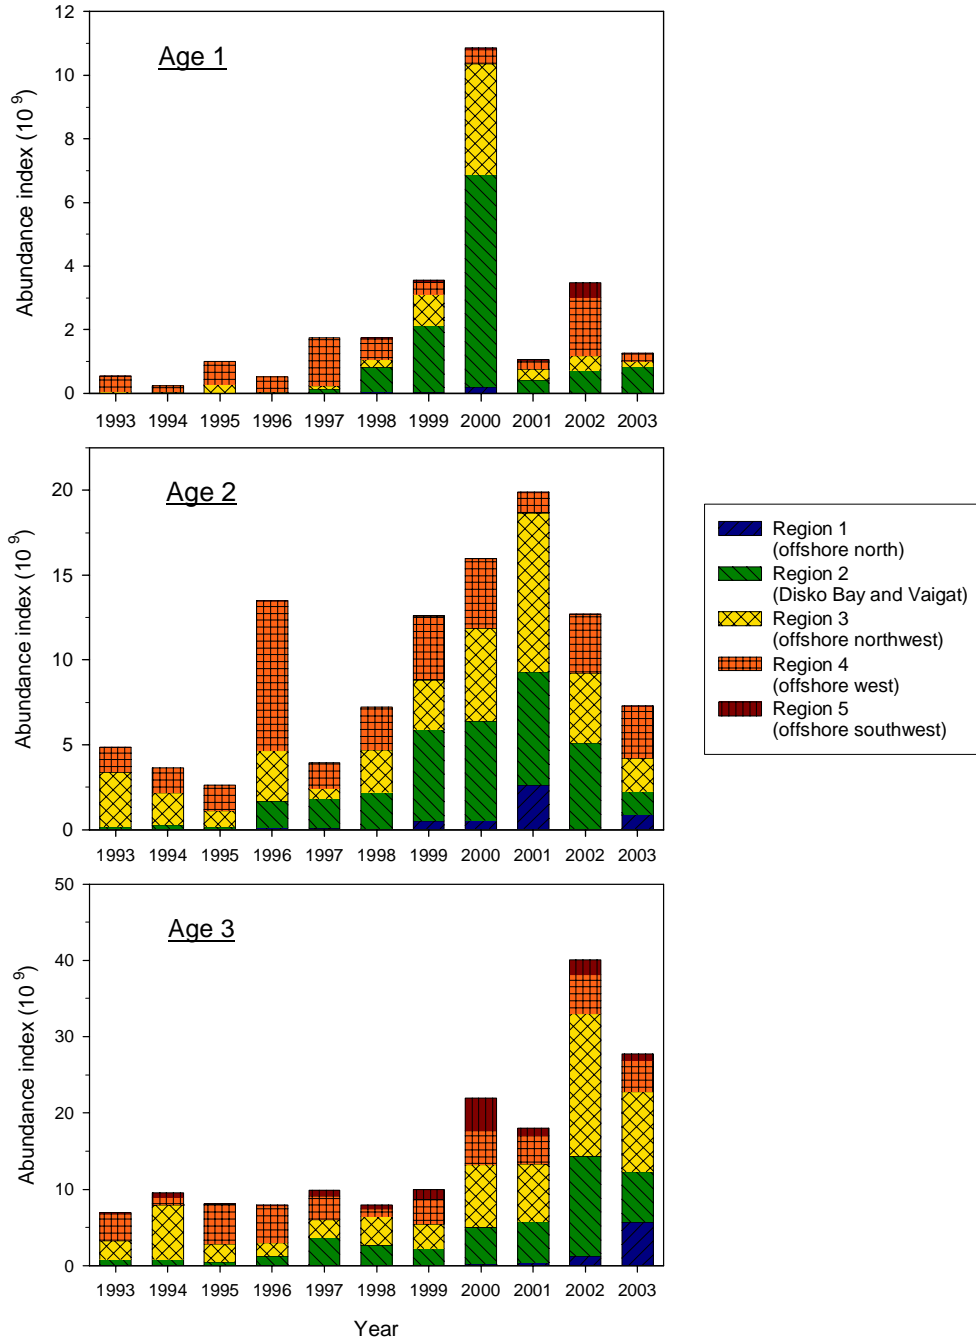 12
10
8
6
4
2
0
Abundance index (10 9)
Age 1
1993 1994 1995 1996 1997 1998 1999 2000 2001 2002 2003
20
15
10
5
0
Abundance index (10 9)
Age 2
1993 1994 1995 1996 1997 1998 1999 2000 2001 2002 2003
Region 1
(offshore north)
Region 2
(Disko Bay and Vaigat)
Region 3
(offshore northwest)
Region 4
(offshore west)
Region 5
(offshore southwest)
50
40
30
20
10
0
Abundance index (10 9)
Age 3
1993 1994 1995 1996 1997 1998 1999 2000 2001 2002 2003
Year